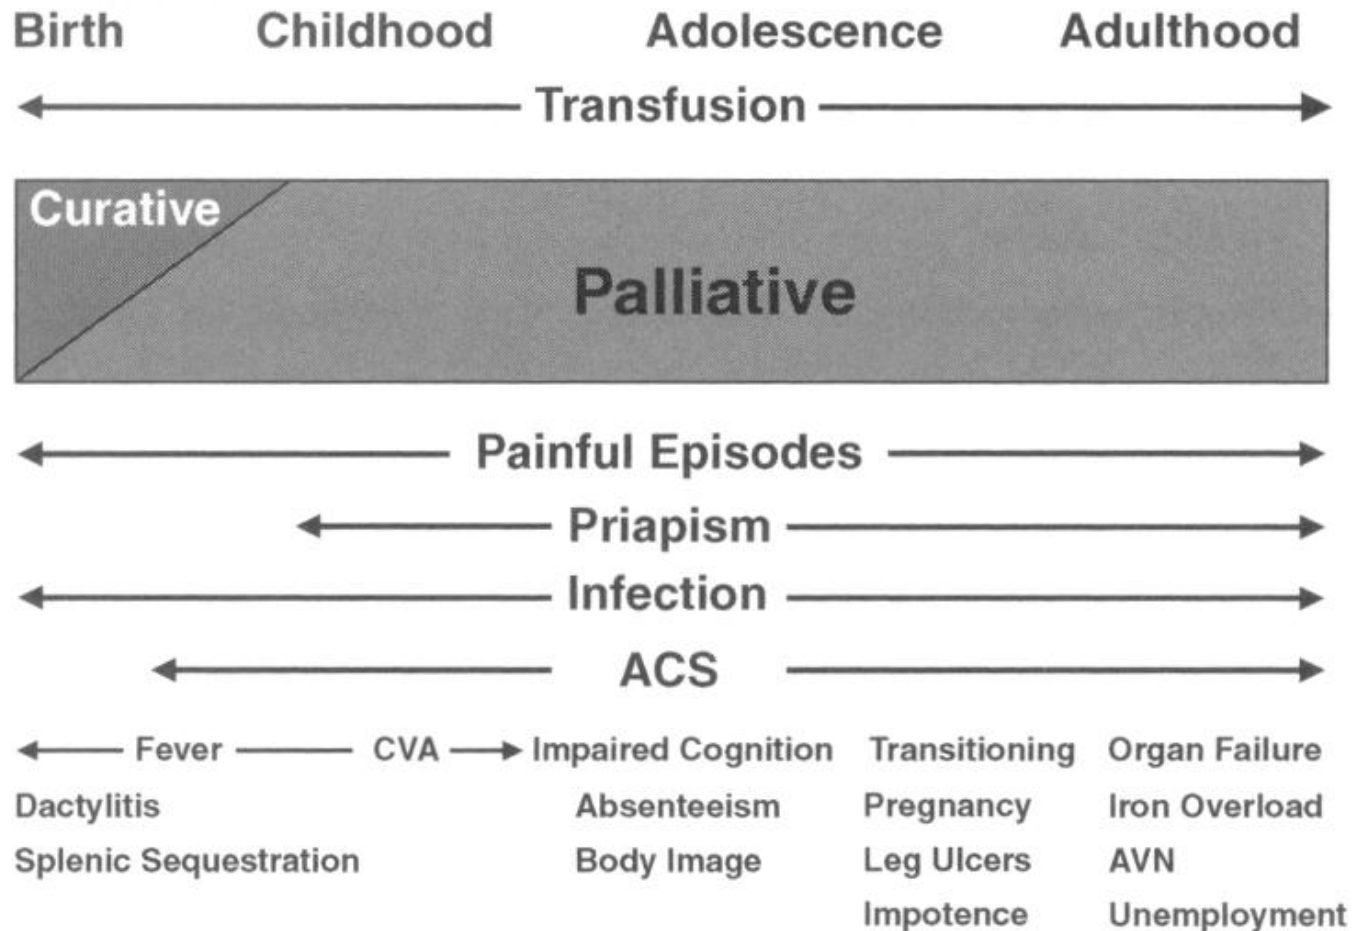 Birth Childhood Adolescence Adulthood
Transfusion
Curative
Palliative
Painful Episodes
Priapism
Infection
ACS
Fever CVA Impaired Cognition Transitioning Organ Failure
Dactylitis Absenteeism Pregnancy Iron Overload
Splenic Sequestration Body Image Leg Ulcers AVN
Impotence Unemployment